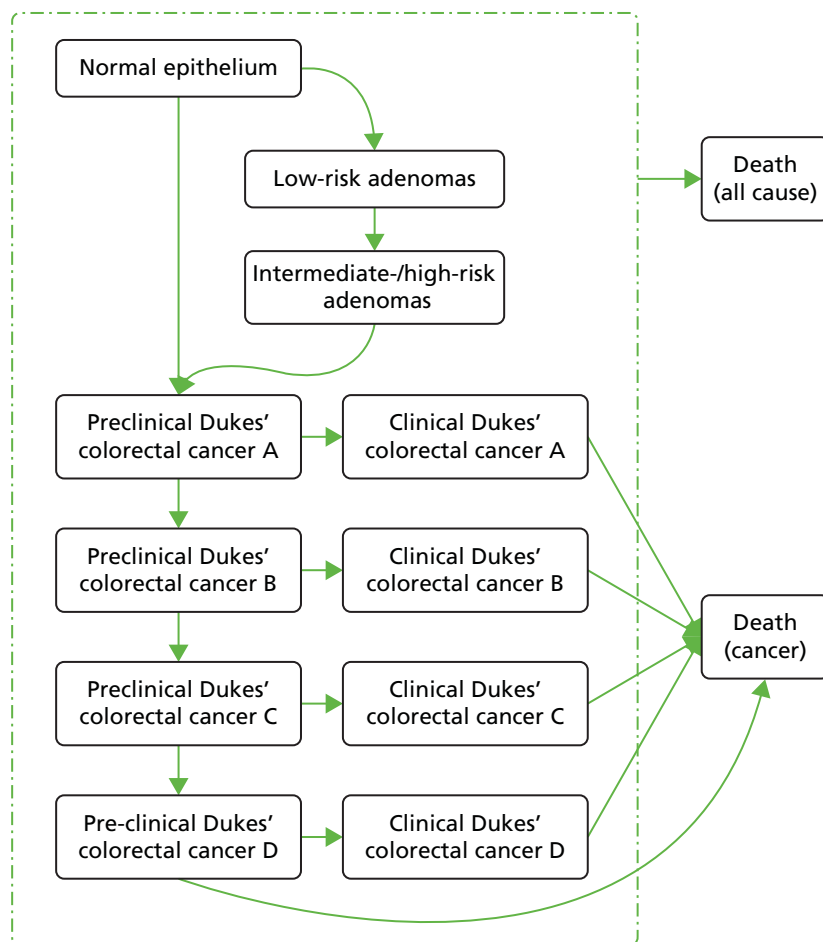 Normal epithelium
Low-risk adenomas
Death
(all cause)
Intermediate-/high-risk
adenomas
Preclinical Dukes’
colorectal cancer A
Clinical Dukes’
colorectal cancer A
Preclinical Dukes’
colorectal cancer B
Clinical Dukes’
colorectal cancer B
Death
(cancer)
Preclinical Dukes’
colorectal cancer C
Clinical Dukes’
colorectal cancer C
Pre-clinical Dukes’
colorectal cancer D
Clinical Dukes’
colorectal cancer D